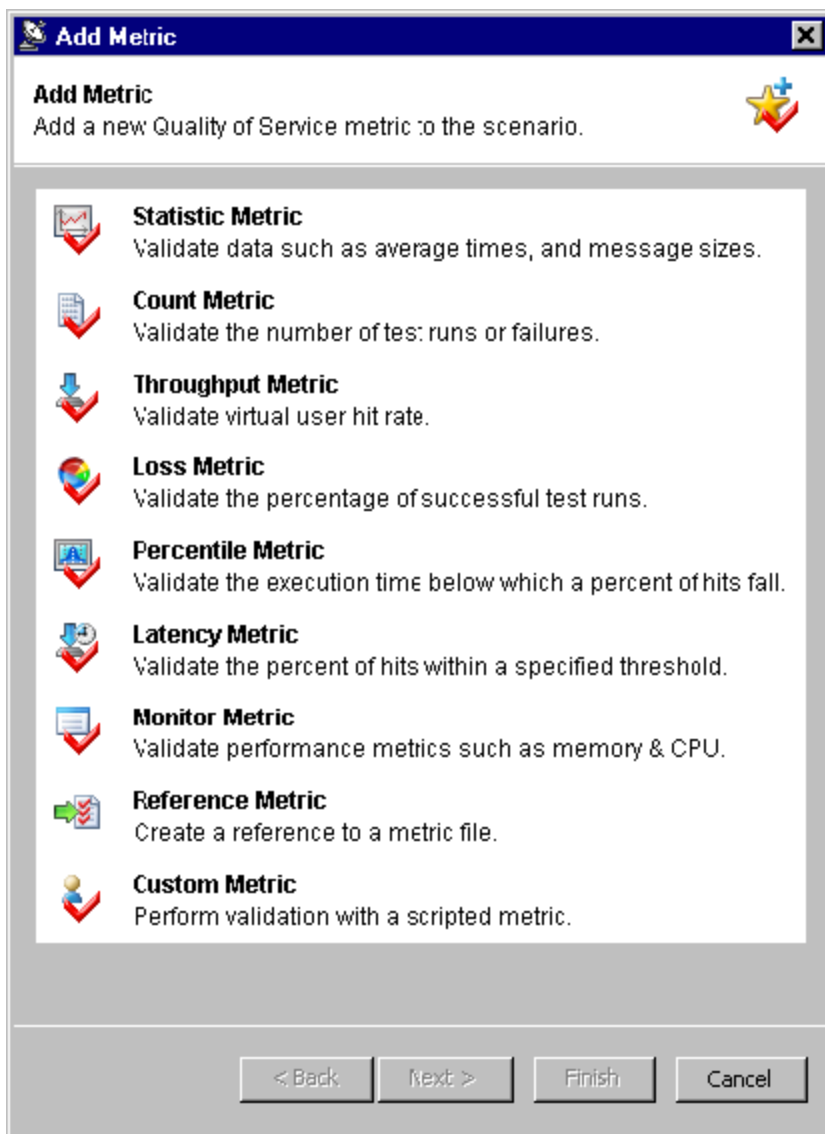 Add Metric
Add Metric
Add a new Quality of Service metric to the scenario.
Statistic Metric
Validate data such as average times, and message sizes.
Count Metric
Validate the number of test runs or failures.
Throughput Metric
Validate virtual user hit rate.
Loss Metric
Validate the percentage of successful test runs.
Percentile Metric
Validate the execution time below which a percent of hits fall.
Latency Metric
Validate the percent of hits within a specified threshold.
Monitor Metric
Validate performance metrics such as memory & CPU.
Reference Metric
Create a reference to a metric file.
Custom Metric
Perform validation with a scripted metric.
< Back Next > Finish Cancel